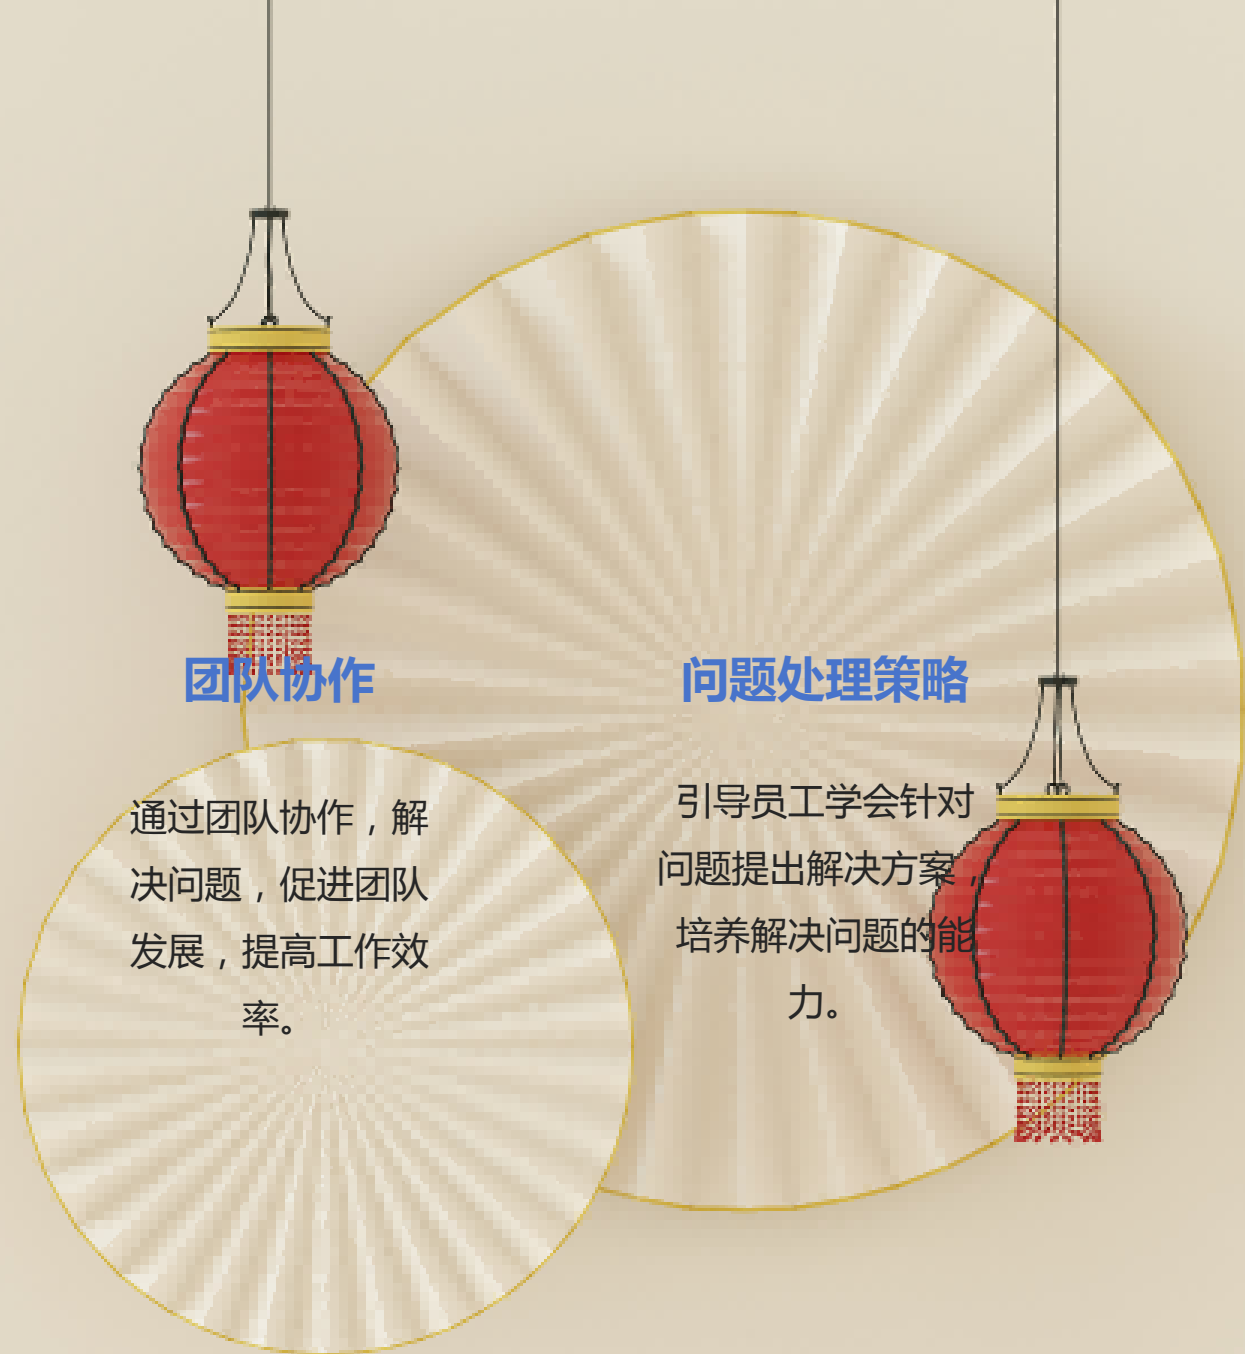 团队协作
通过团队协作，解
决问题，促进团队
发展，提高工作效
率。
问题处理策略
引导员工学会针对
问题提出解决方案，
培养解决问题的能
力。